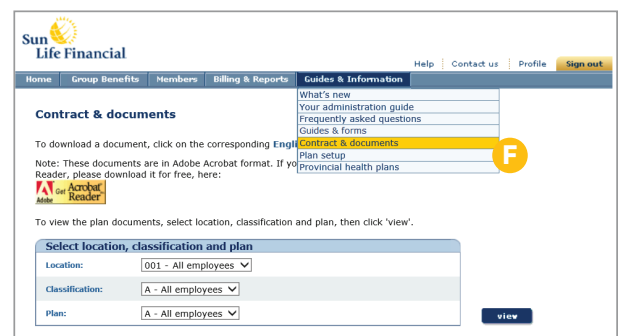 Sun
Life Financial
Help Contact us Profile Sign out
Home Group Benefits Members Billing & Reports Guides & Information
What's new
Your administration guide
Frequently asked questions
Guides & forms
Contract & documents
Plan setup
Provincial health plans
F
Contract & documents
To download a document, click on the corresponding Engli
Note: These documents are in Adobe Acrobat format. If yo
Reader, please download it for free, here:
Adobe Get Acrobat Reader
To view the plan documents, select location, classification and plan, then click 'view'.
Select location, classification and plan
Location: 001 - All employees
Classification: A - All employees
Plan: A - All employees
view